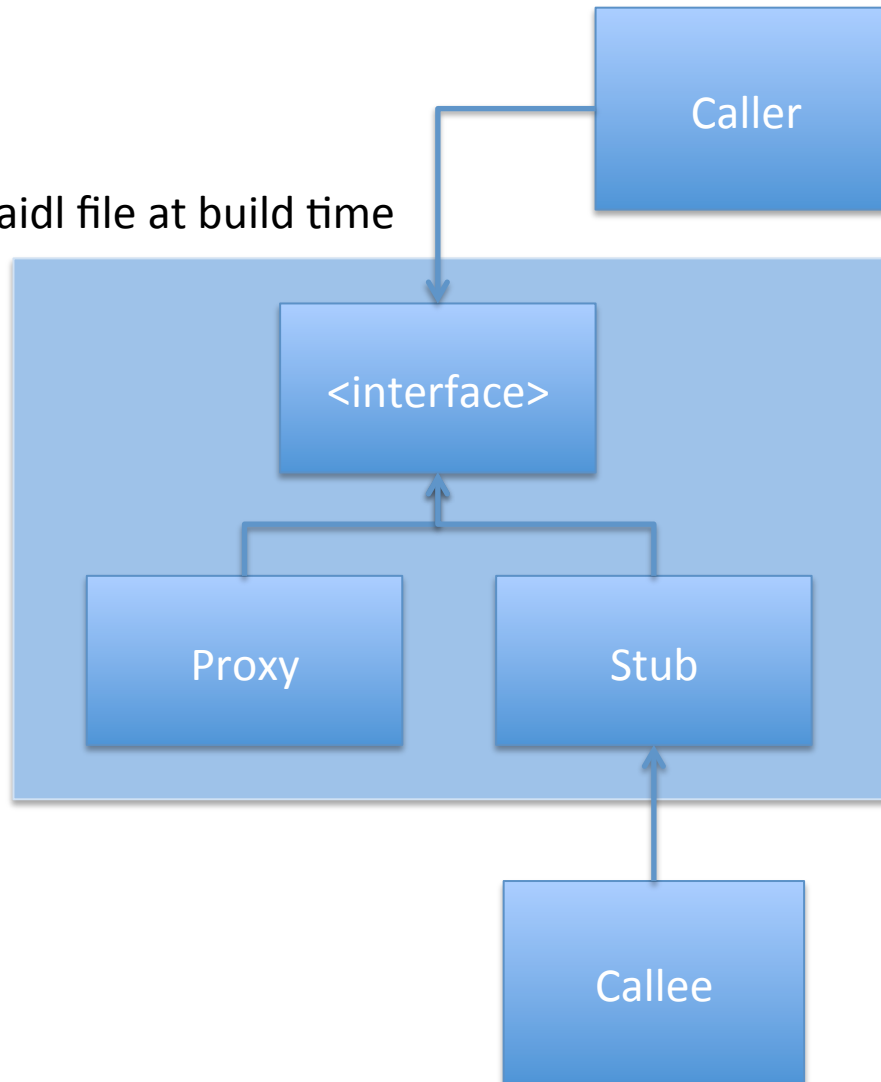 Caller
aidl file at build time
<interface>
Proxy
Stub
Callee